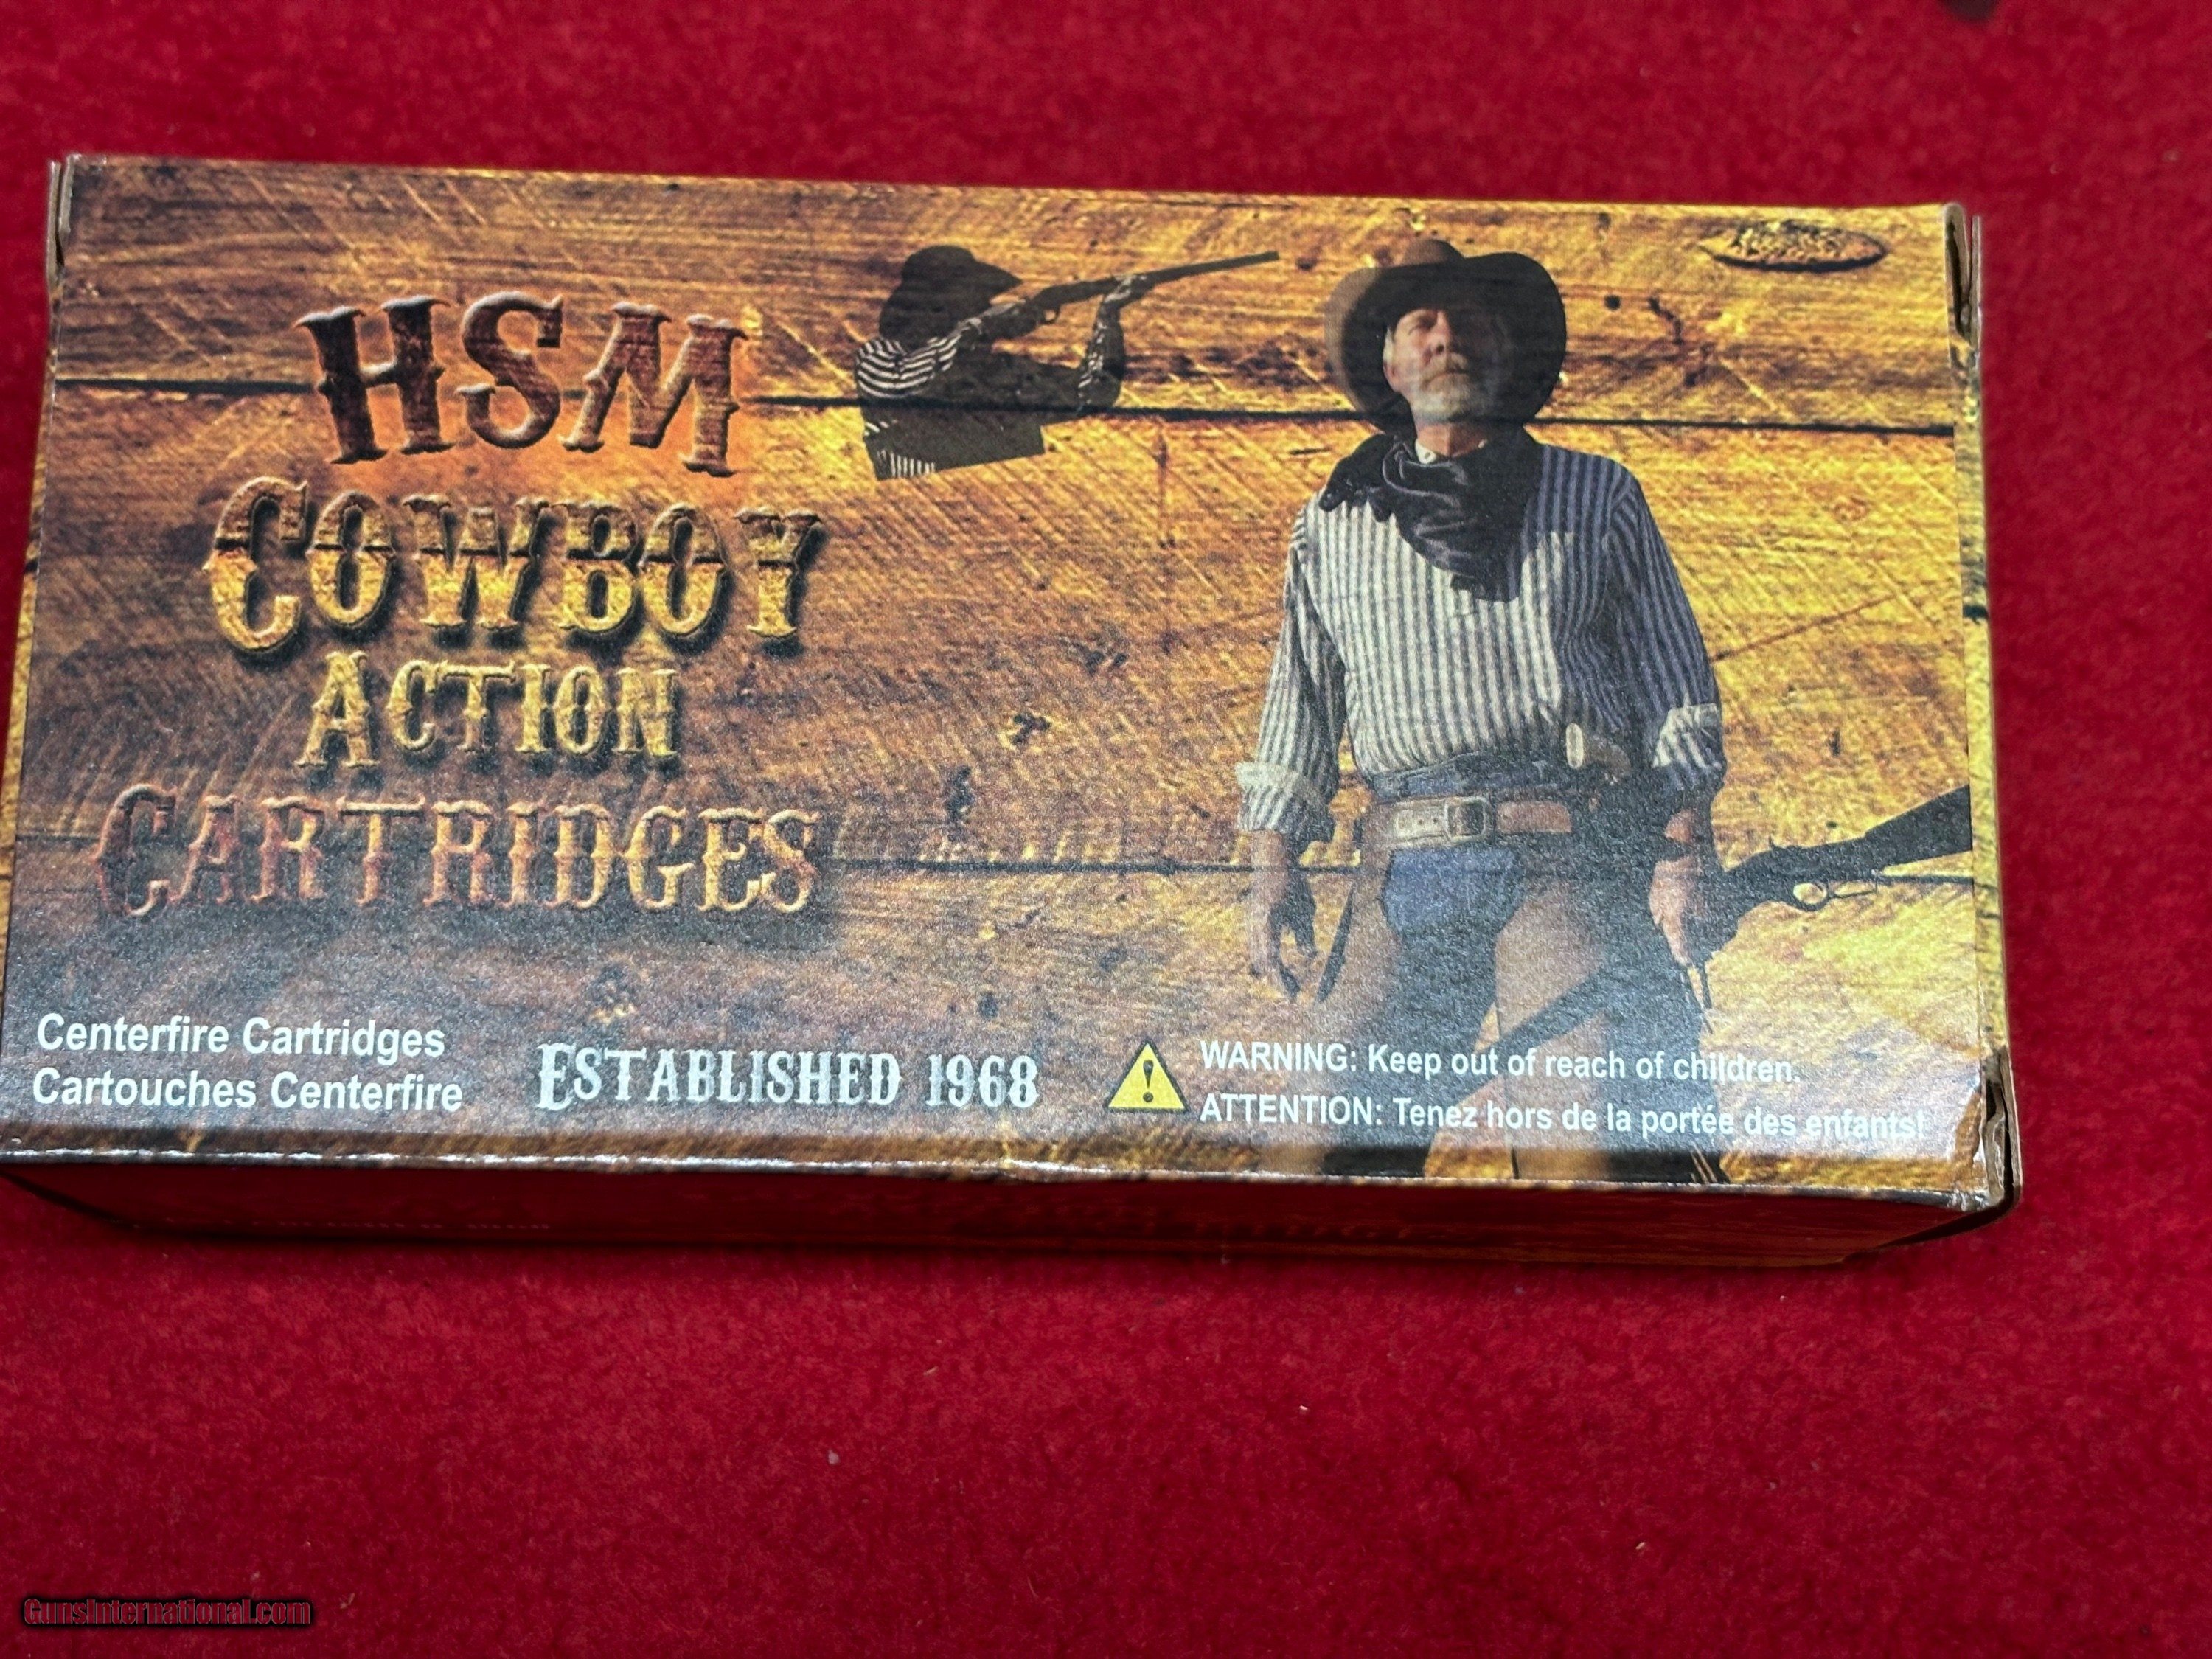 HSM
COWBOY
ACTION
CARTRIDGES
Centerfire Cartridges
Cartouches Centerfire
ESTABLISHED 1968
WARNING: Keep out of reach of children.
ATTENTION: Tenez hors de la portée des enfants!
GunsInternational.com